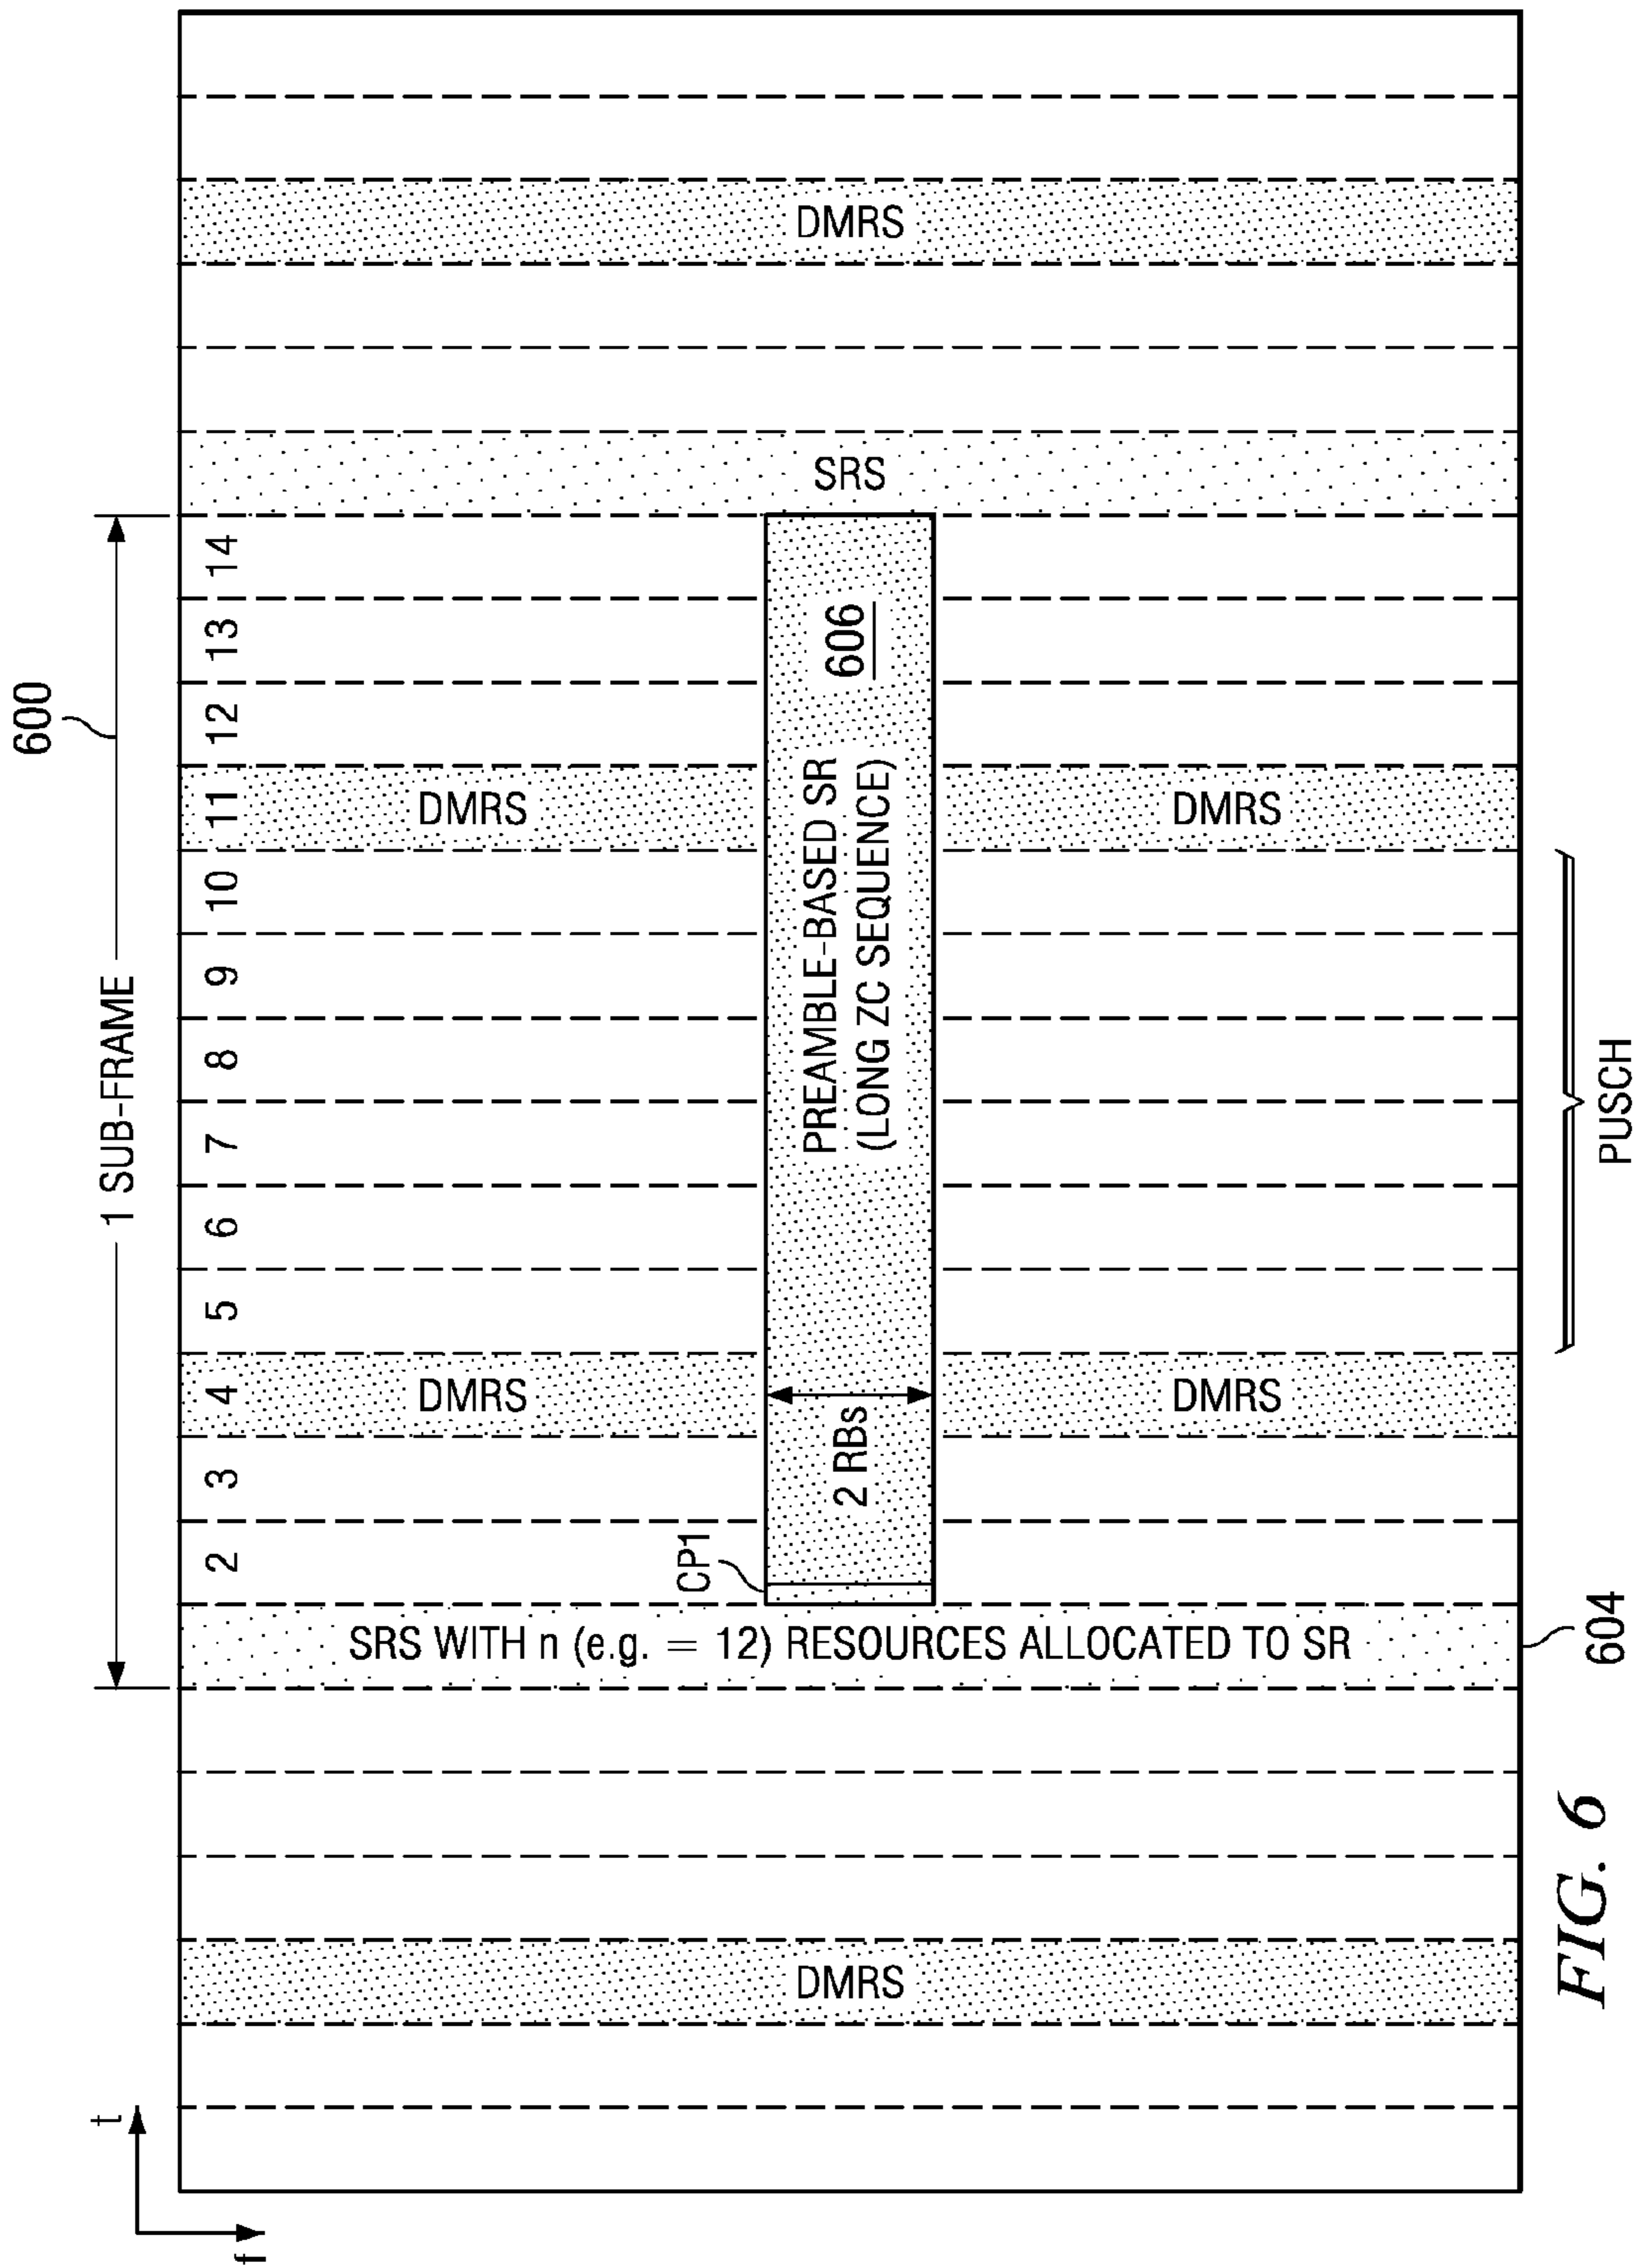 600
1 SUB-FRAME
t
f
2
3
4
5
6
7
8
9
10
11
12
13
14
DMRS
SRS WITH n (e.g. = 12) RESOURCES ALLOCATED TO SR
DMRS
DMRS
SRS
DMRS
CP1
2 RBs
PREAMBLE-BASED SR
(LONG ZC SEQUENCE)
606
DMRS
DMRS
604
PUSCH
FIG. 6